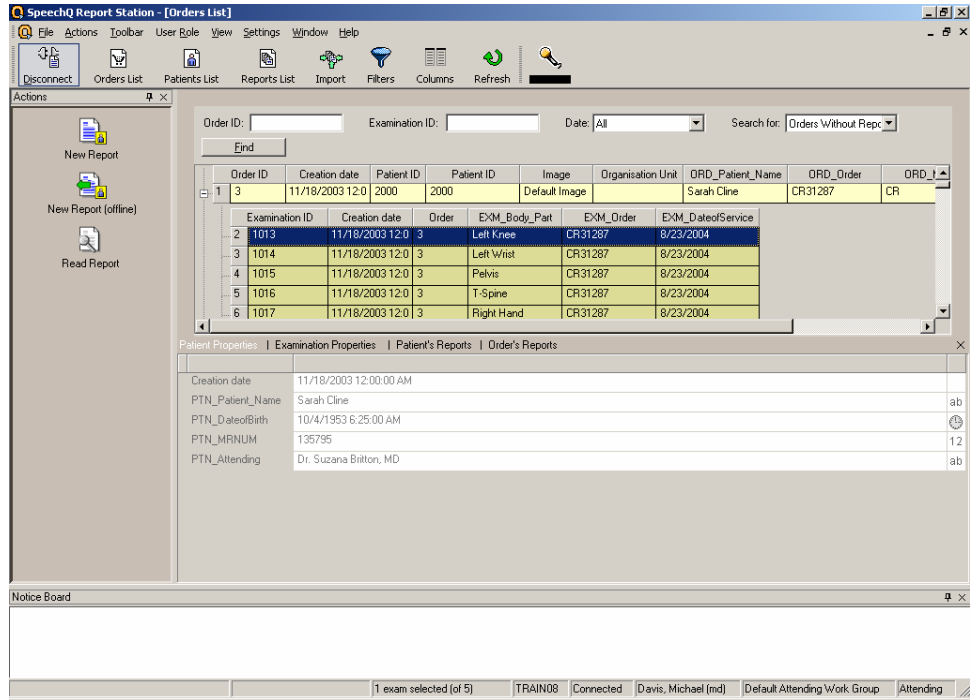 SpeechQ Report Station - [Orders List]
File Actions Toolbar User Role View Settings Window Help
Disconnect Orders List Patients List Reports List Import Filters Columns Refresh
Actions
New Report
New Report (offline)
Read Report
Order ID: Examination ID: Date: All Search for: Orders Without Repc
Find
Order ID Creation date Patient ID Patient ID Image Organisation Unit ORD_Patient_Name ORD_Order
1 3 11/18/2003 12:0 2000 2000 Default Image Sarah Cline CR31287 CR
Examination ID Creation date Order EXM_Body_Part EXM_Order EXM_DateofService
2 1013 11/18/2003 12:0 3 Left Knee CR31287 8/23/2004
3 1014 11/18/2003 12:0 3 Left Wrist CR31287 8/23/2004
4 1015 11/18/2003 12:0 3 Pelvis CR31287 8/23/2004
5 1016 11/18/2003 12:0 3 T-Spine CR31287 8/23/2004
6 1017 11/18/2003 12:0 3 Right Hand CR31287 8/23/2004
Patient Properties | Examination Properties | Patient's Reports | Order's Reports
Creation date 11/18/2003 12:00:00 AM
PTN_Patient_Name Sarah Cline ab
PTN_DateofBirth 10/4/1953 6:25:00 AM
PTN_MRNUM 135795 12
PTN_Attending Dr. Suzana Britton, MD ab
Notice Board
1 exam selected (of 5) TRAIN08 Connected Davis, Michael (md) Default Attending Work Group Attending